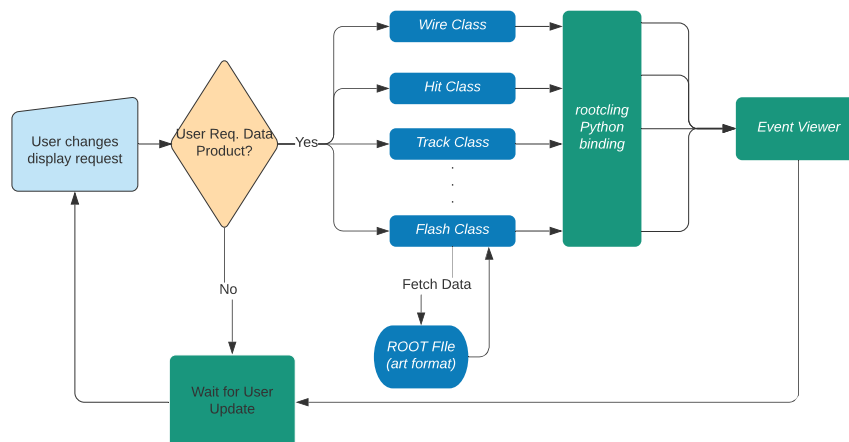 Wire Class
Hit Class
User changes
display request
User Req. Data
Product?
Yes
Track Class
rootcling
Python
binding
Event Viewer
.
.
.
Flash Class
No
Fetch Data
ROOT FIle
(art format)
Wait for User
Update